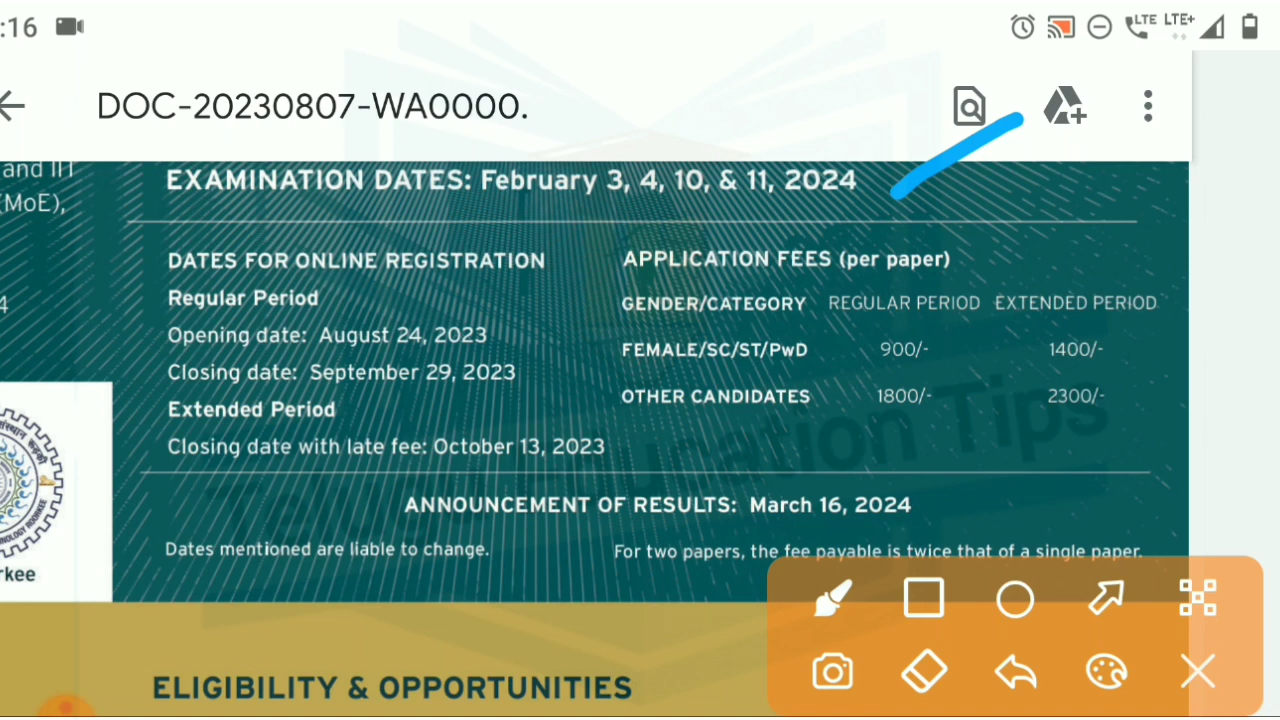 :16
LTE LTE+
DOC-20230807-WA0000.
and IIT
(MoE),
4
EXAMINATION DATES: February 3, 4, 10, & 11, 2024
DATES FOR ONLINE REGISTRATION
Regular Period
Opening date: August 24, 2023
Closing date: September 29, 2023
Extended Period
Closing date with late fee: October 13, 2023
APPLICATION FEES (per paper)
GENDER/CATEGORY REGULAR PERIOD EXTENDED PERIOD
FEMALE/SC/ST/PwD 900/- 1400/-
OTHER CANDIDATES 1800/- 2300/-
ANNOUNCEMENT OF RESULTS: March 16, 2024
Dates mentioned are liable to change.
For two papers, the fee payable is twice that of a single paper.
rkee
ELIGIBILITY & OPPORTUNITIES
Education Tips